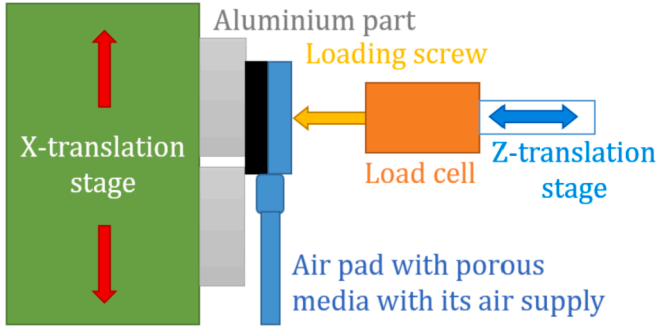 Aluminium part
Loading screw
X-translation
stage
Load cell
Z-translation
stage
Air pad with porous
media with its air supply